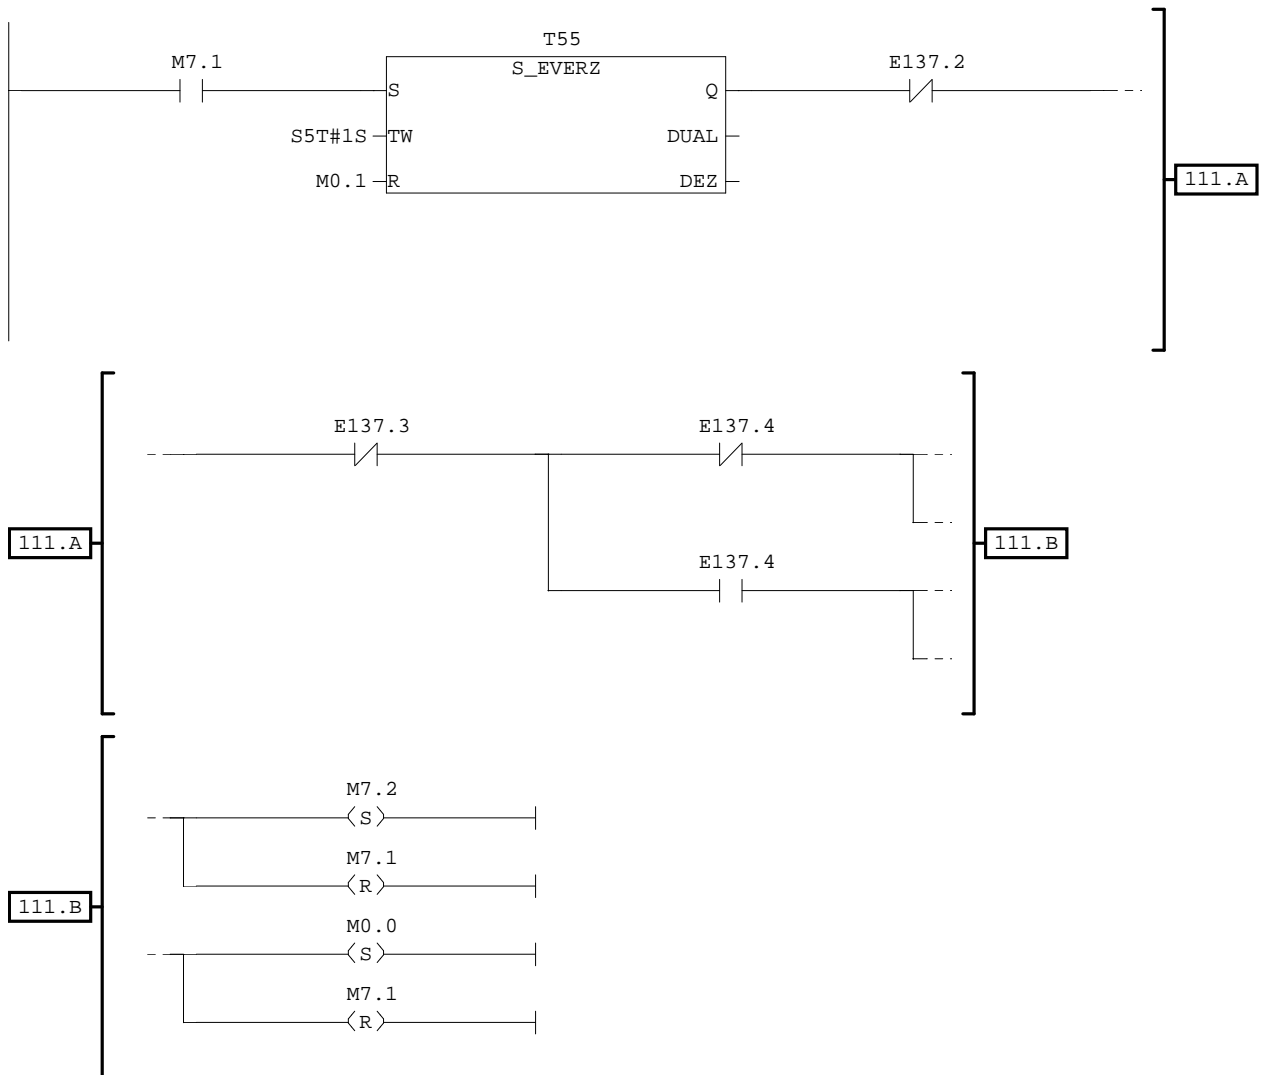 T55
M7.1
S_EVERZ
E137.2
S
Q
S5T#1S
TW
DUAL
M0.1
R
DEZ
111.A
E137.3
E137.4
111.A
111.B
E137.4
M7.2
S
M7.1
R
111.B
M0.0
S
M7.1
R